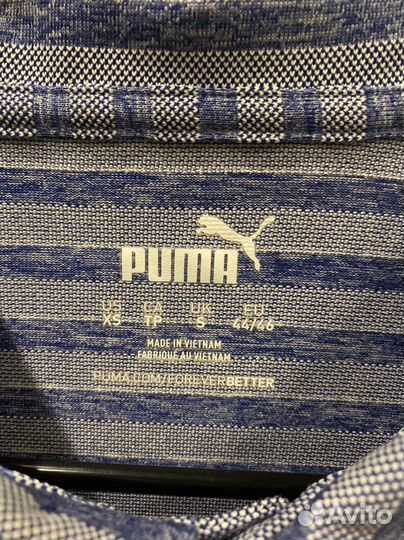 PUMA
US CA UK EU
XS TP S 44/46
MADE IN VIETNAM
FABRIQUÉ AU VIETNAM
PUMA.COM/FOREVERBETTER
Avito